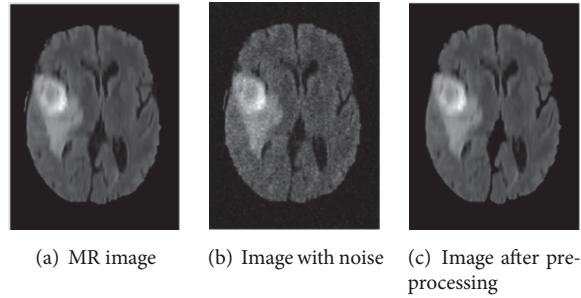 (a) MR image
(b) Image with noise
(c) Image after pre-
processing